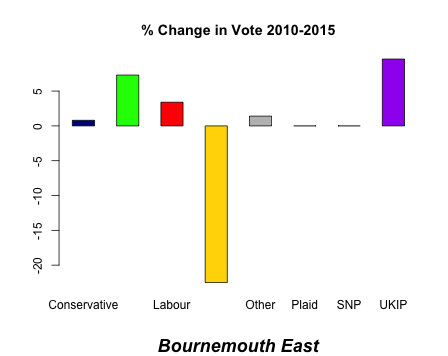 % Change in Vote 2010-2015
5
0
-5
-10
-15
-20
Conservative Labour Other Plaid SNP UKIP
Bournemouth East